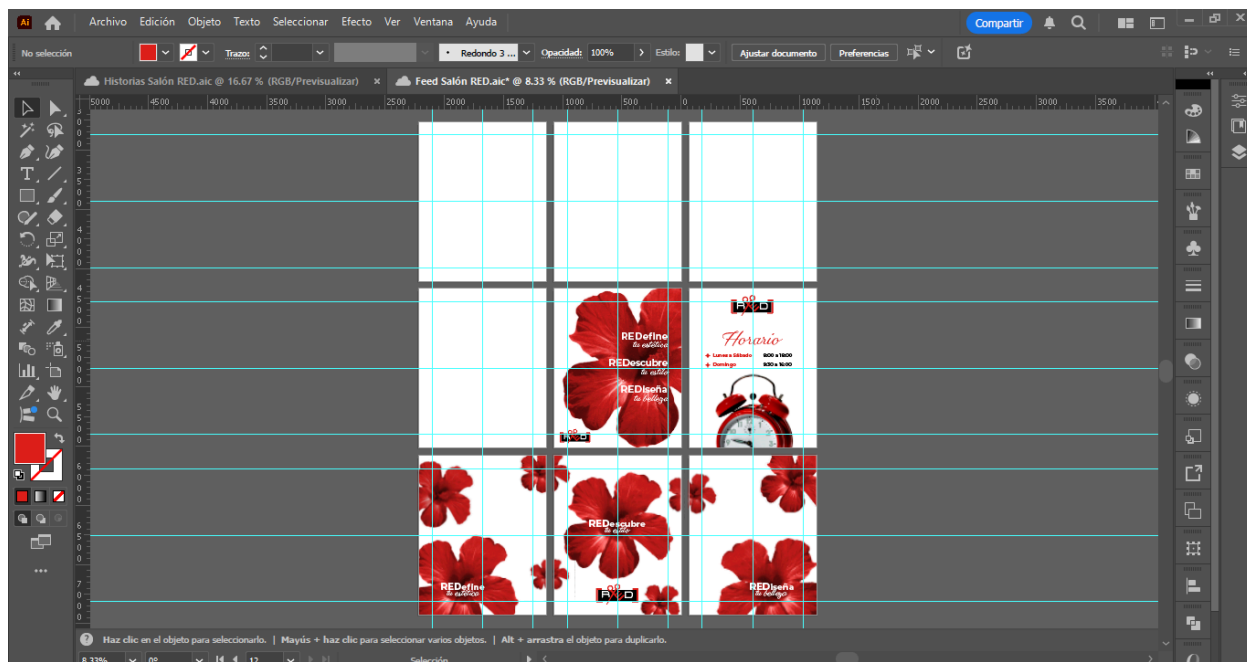 Archivo Edición Objeto Texto Seleccionar Efecto Ver Ventana Ayuda Compartir
No selección Trazo: Redondo 3 ... Opacidad: 100% Estilo: Ajustar documento Preferencias
Historias Salón RED.aic @ 16.67 % (RGB/Previsualizar) × Feed Salón RED.aic* @ 8.33 % (RGB/Previsualizar) ×
5000 4500 4000 3500 3000 2500 2000 1500 1000 500 0 500 1000 1500 2000 2500 3000 3500
REDefine
tu estética
REDescubre
tu estilo
REDiseña
tu belleza
RED
RED
Horario
Lunes a Sábado 8:00 a 18:00
Domingo 9:30 a 16:00
REDefine
tu estética
REDescubre
tu estilo
RED
REDiseña
tu belleza
Haz clic en el objeto para seleccionarlo. | Mayús + haz clic para seleccionar varios objetos. | Alt + arrastra el objeto para duplicarlo.
8.33% 0° 12 Selección